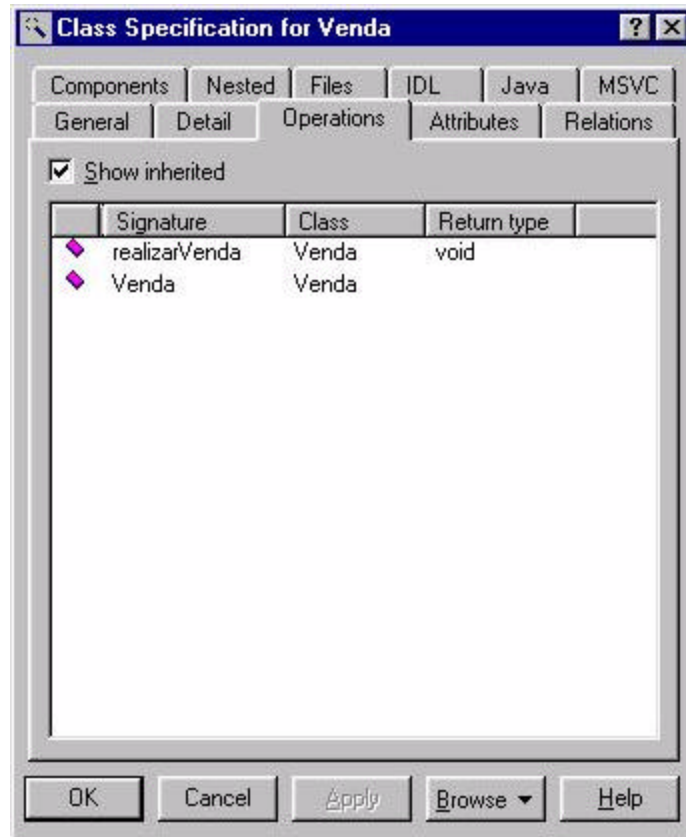 Class Specification for Venda
Components Nested Files IDL Java MSVC
General Detail Operations Attributes Relations
Show inherited
Signature Class Return type
realizarVenda Venda void
Venda Venda
OK Cancel Apply Browse Help